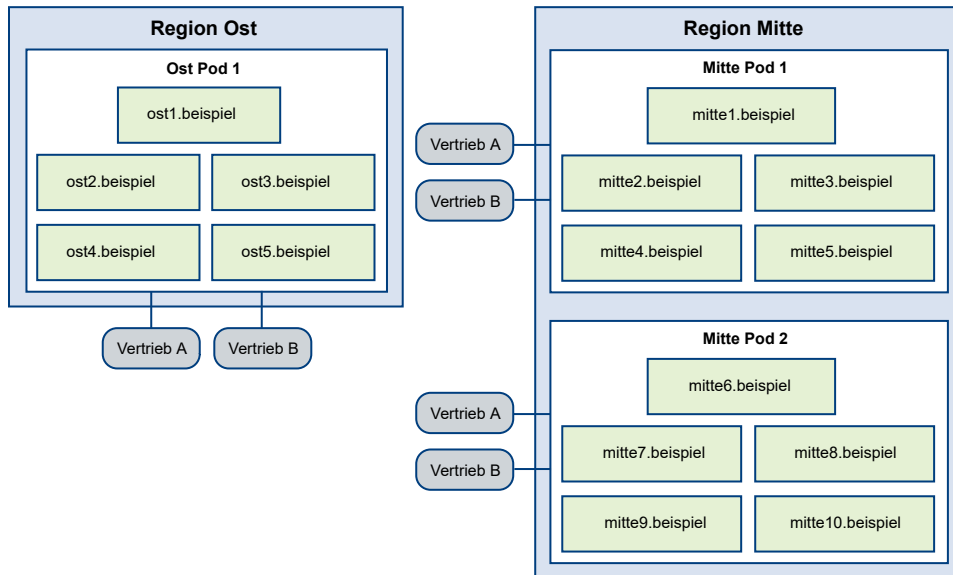 Region Ost
Ost Pod 1
ost1.beispiel
ost2.beispiel
ost3.beispiel
ost4.beispiel
ost5.beispiel
Vertrieb A
Vertrieb B
Region Mitte
Mitte Pod 1
mitte1.beispiel
Vertrieb A
mitte2.beispiel
mitte3.beispiel
Vertrieb B
mitte4.beispiel
mitte5.beispiel
Mitte Pod 2
mitte6.beispiel
Vertrieb A
mitte7.beispiel
mitte8.beispiel
Vertrieb B
mitte9.beispiel
mitte10.beispiel